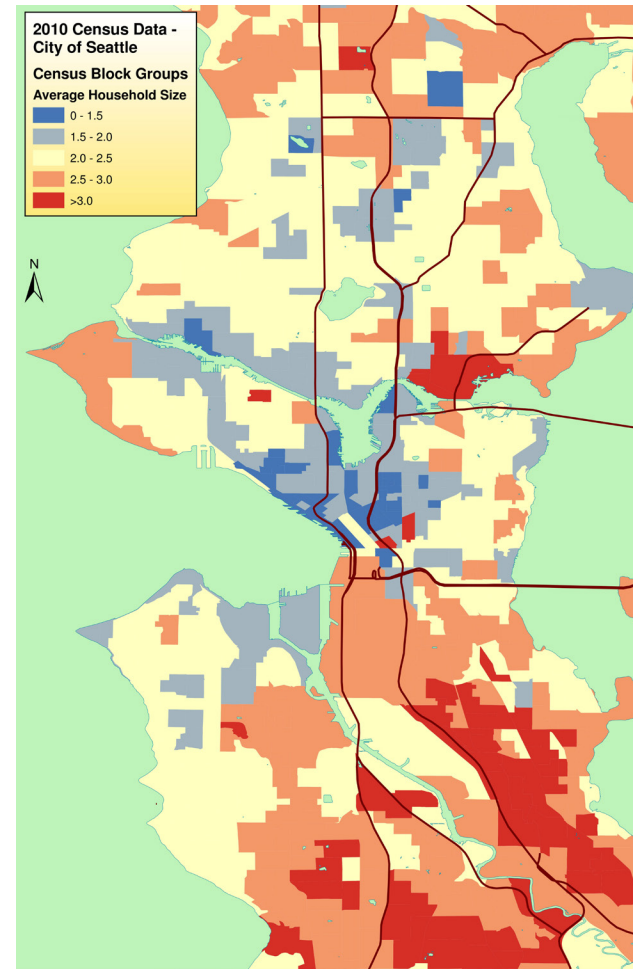 2010 Census Data -
City of Seattle
Census Block Groups
Average Household Size
0 - 1.5
1.5 - 2.0
2.0 - 2.5
2.5 - 3.0
>3.0
N